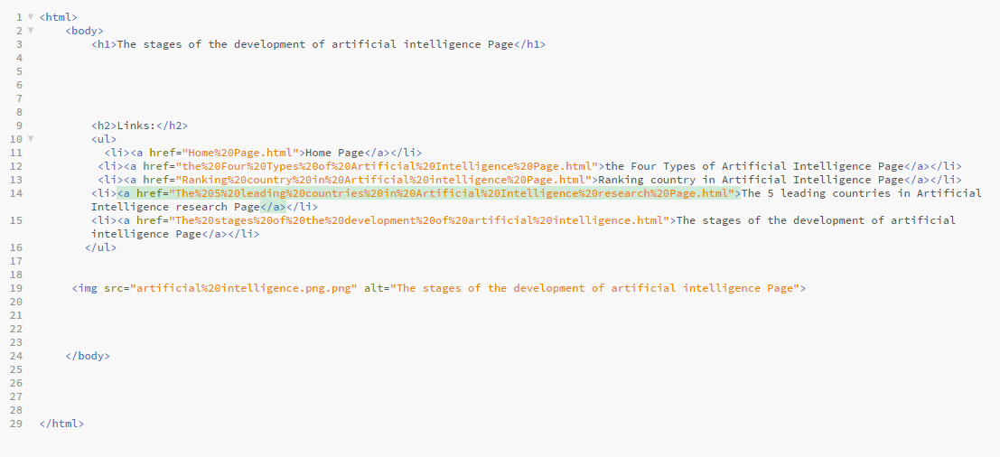 1 <html>
2 <body>
3 <h1>The stages of the development of artificial intelligence Page</h1>
4
5
6
7
8
9 <h2>Links:</h2>
10 <ul>
11 <li><a href="Home%20Page.html">Home Page</a></li>
12 <li><a href="the%20Four%20Types%20of%20Artificial%20Intelligence%20Page.html">the Four Types of Artificial Intelligence Page</a></li>
13 <li><a href="Ranking%20country%20in%20Artificial%20intelligence%20Page.html">Ranking country in Artificial Intelligence Page</a></li>
14 <li><a href="The%205%20leading%20countries%20in%20Artificial%20Intelligence%20research%20Page.html">The 5 leading countries in Artificial
Intelligence research Page</a></li>
15 <li><a href="The%20stages%20of%20the%20development%20of%20artificial%20intelligence.html">The stages of the development of artificial
intelligence Page</a></li>
16 </ul>
17
18
19 <img src="artificial%20intelligence.png.png" alt="The stages of the development of artificial intelligence Page">
20
21
22
23
24 </body>
25
26
27
28
29 </html>